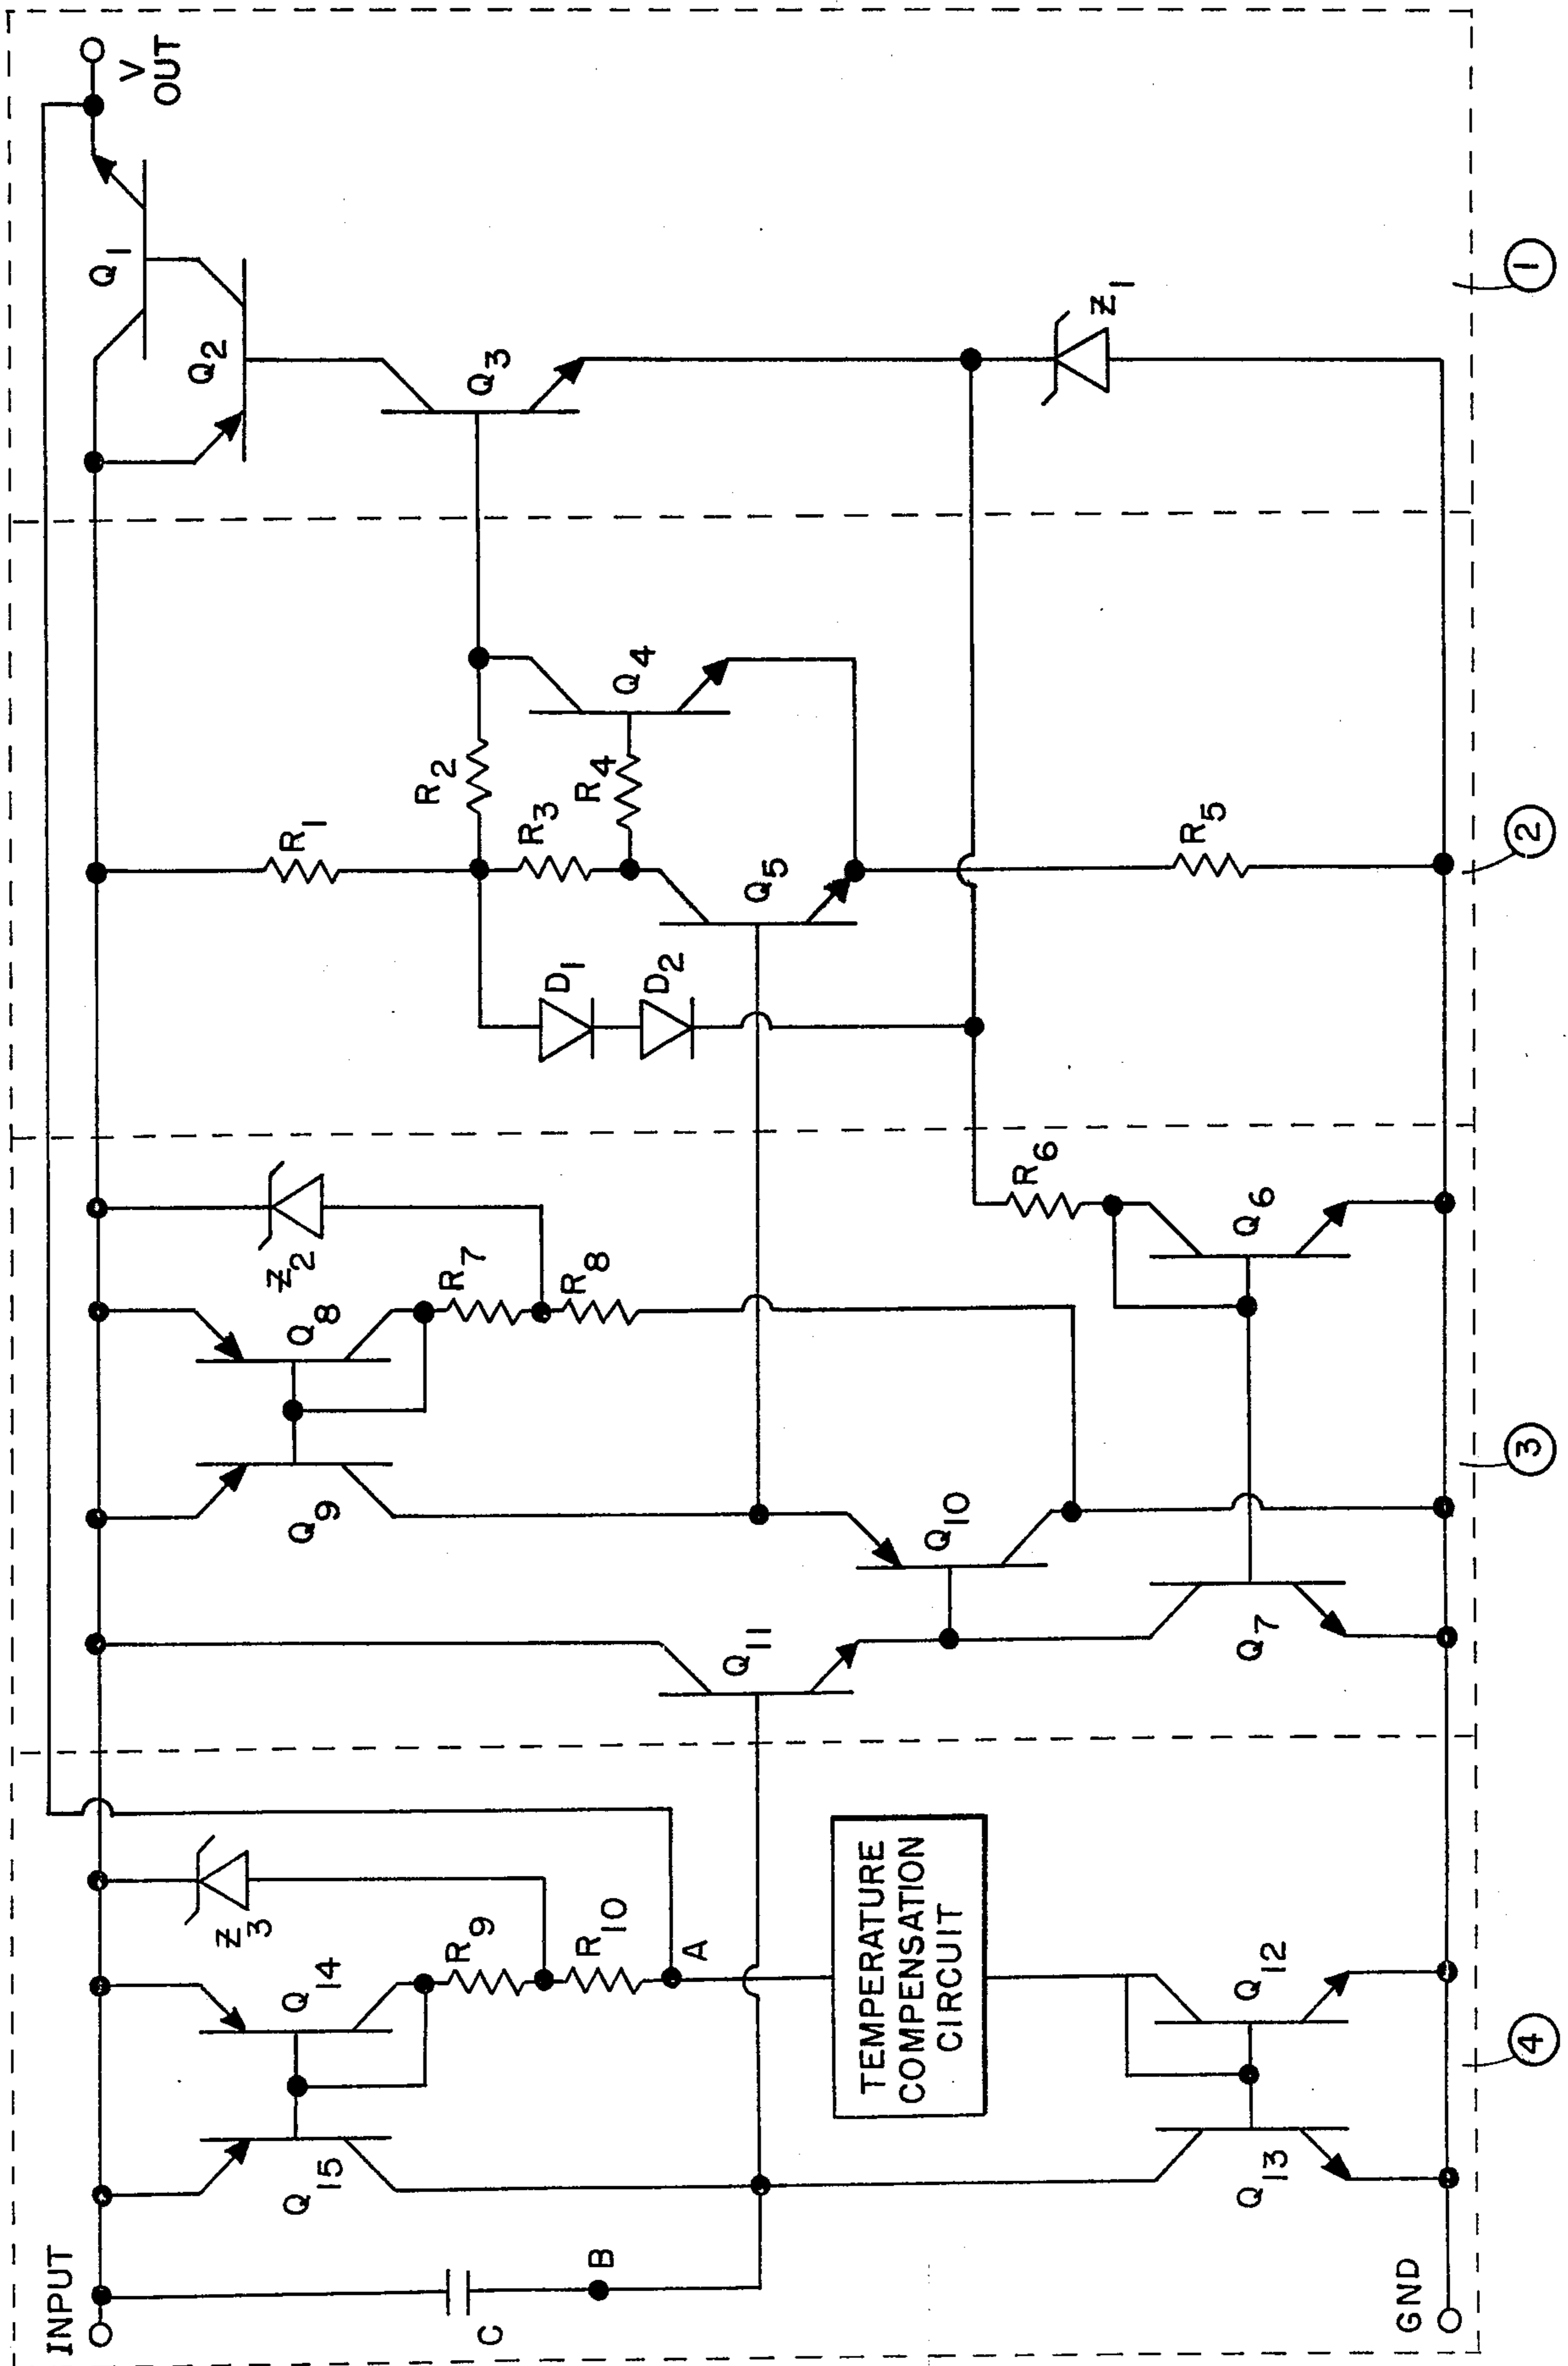 INPUT
C
B
Q15
Q14
Z3
R9
R10
A
TEMPERATURE
COMPENSATION
CIRCUIT
Q13
Q12
GND
4
Q11
Q9
Q8
Z2
R7
R8
Q10
Q7
Q6
R6
3
D1
D2
R1
R2
R3
R4
Q5
Q4
R5
2
Q1
Q2
Q3
Z1
V
OUT
1